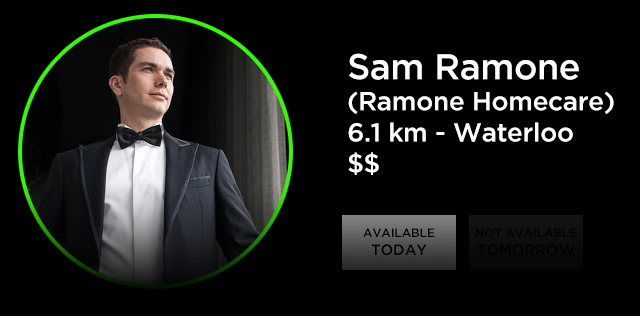 Sam Ramone
(Ramone Homecare)
6.1 km - Waterloo
$$
AVAILABLE
TODAY
NOT AVAILABLE
TOMORROW